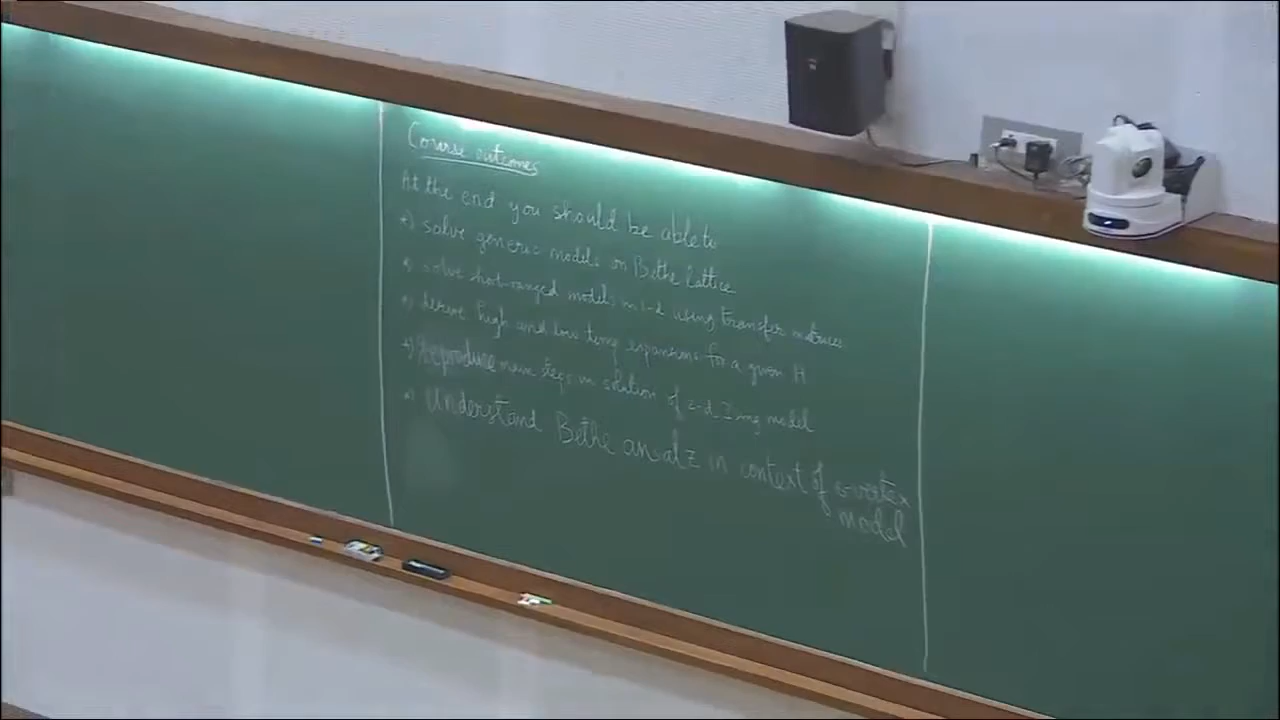 Course outcomes
At the end you should be able to
*) solve generic models on Bethe lattice
*) solve short-ranged models in 1-d using transfer matrices
*) derive high and low temp expansions for a given H
*) Reproduce main steps in solution of 2-d Ising model
*) Understand Bethe ansatz in context of 6-vertex
model